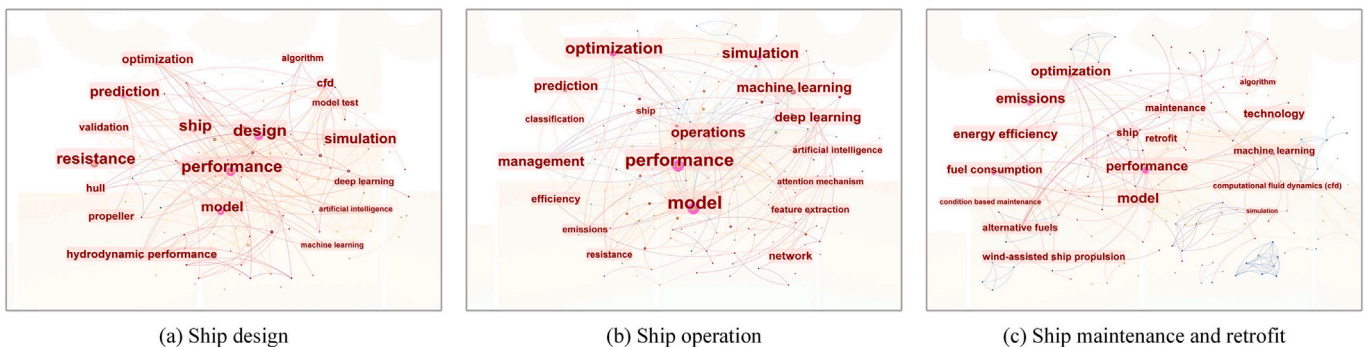 optimization
algorithm
prediction
cfd
model test
validation
ship
design
simulation
resistance
performance
hull
deep learning
propeller
model
artificial intelligence
hydrodynamic performance
machine learning
(a) Ship design
optimization
simulation
prediction
machine learning
ship
classification
deep learning
operations
management
performance
artificial intelligence
attention mechanism
efficiency
model
feature extraction
emissions
resistance
network
(b) Ship operation
optimization
algorithm
emissions
maintenance
technology
energy efficiency
ship
retrofit
machine learning
fuel consumption
performance
computational fluid dynamics (cfd)
condition based maintenance
model
simulation
alternative fuels
wind-assisted ship propulsion
(c) Ship maintenance and retrofit